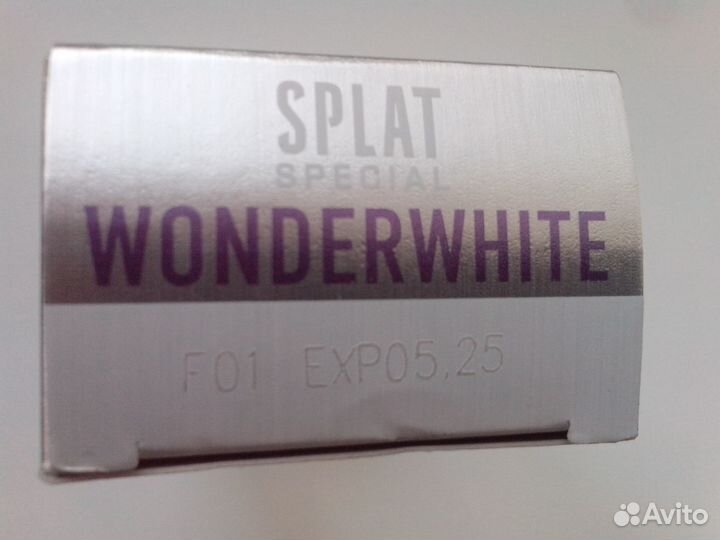 SPLAT
SPECIAL
WONDERWHITE
F01 EXP05.25
Avito